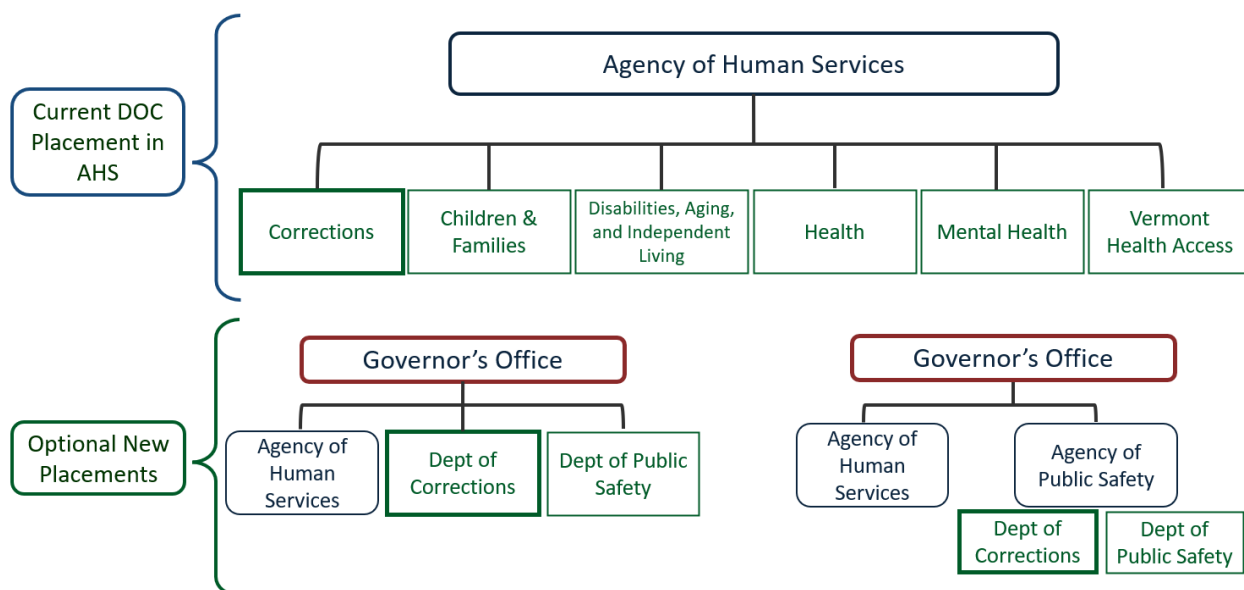 Agency of Human Services
Current DOC
Placement in
AHS
Corrections
Children &
Families
Disabilities, Aging,
and Independent
Living
Health
Mental Health
Vermont
Health Access
Governor’s Office
Governor’s Office
Optional New
Placements
Agency of
Human
Services
Dept of
Corrections
Dept of Public
Safety
Agency of
Human
Services
Agency of
Public Safety
Dept of
Corrections
Dept of
Public Safety